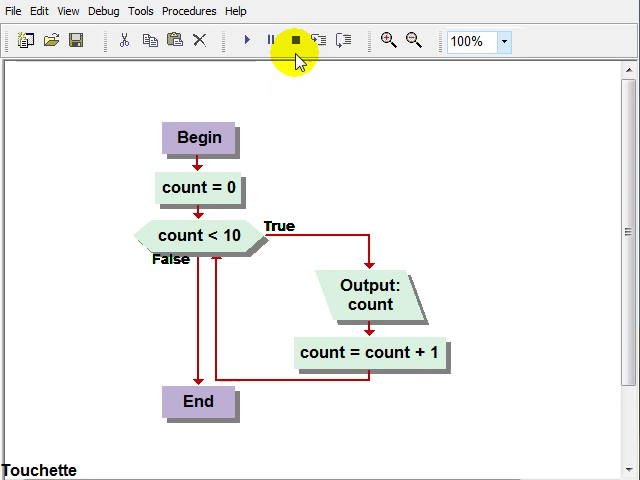 File Edit View Debug Tools Procedures Help
100%
Begin
count = 0
count < 10
True
False
Output:
count
count = count + 1
End
Touchette